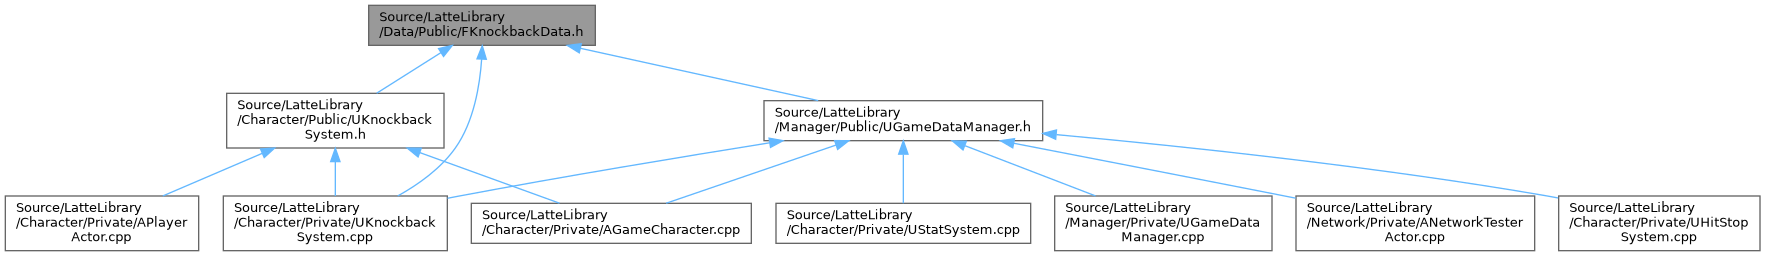 Source/LatteLibrary
/Data/Public/FKnockbackData.h
Source/LatteLibrary
/Character/Public/UKnockback
System.h
Source/LatteLibrary
/Manager/Public/UGameDataManager.h
Source/LatteLibrary
/Character/Private/APlayer
Actor.cpp
Source/LatteLibrary
/Character/Private/UKnockback
System.cpp
Source/LatteLibrary
/Character/Private/AGameCharacter.cpp
Source/LatteLibrary
/Character/Private/UStatSystem.cpp
Source/LatteLibrary
/Manager/Private/UGameData
Manager.cpp
Source/LatteLibrary
/Network/Private/ANetworkTester
Actor.cpp
Source/LatteLibrary
/Character/Private/UHitStop
System.cpp